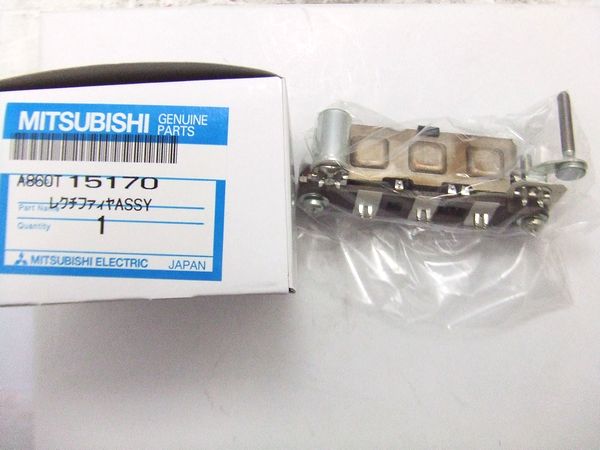 MITSUBISHI GENUINE PARTS
A860T 15170
Part Name レクチファイヤASSY
Quantity 1
MITSUBISHI ELECTRIC JAPAN